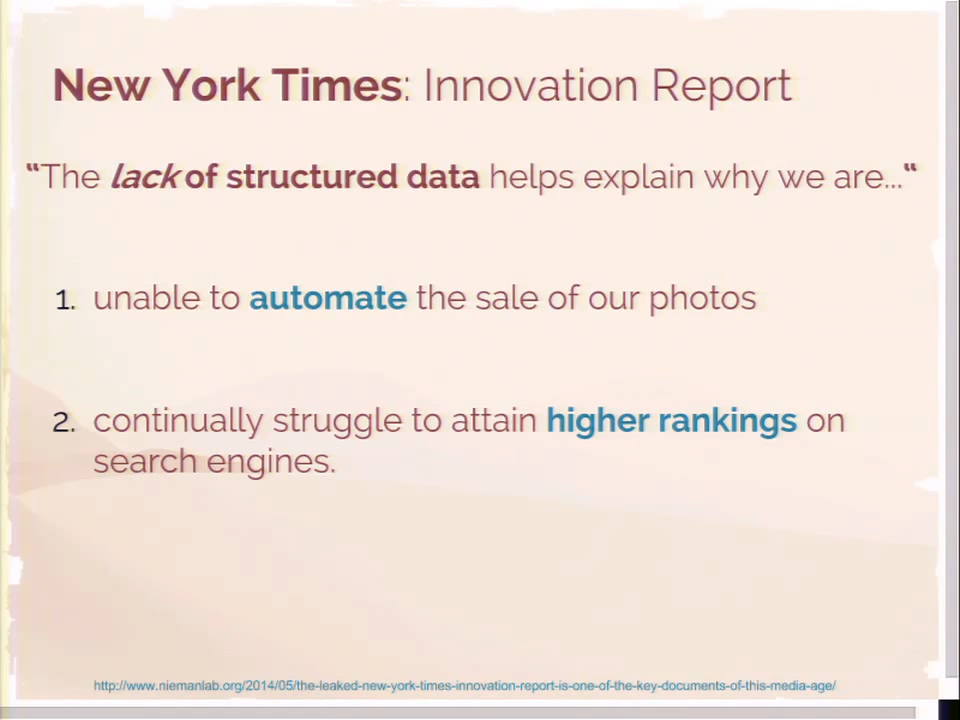 New York Times: Innovation Report
“The lack of structured data helps explain why we are...“
1. unable to automate the sale of our photos
2. continually struggle to attain higher rankings on
search engines.
http://www.niemanlab.org/2014/05/the-leaked-new-york-times-innovation-report-is-one-of-the-key-documents-of-this-media-age/